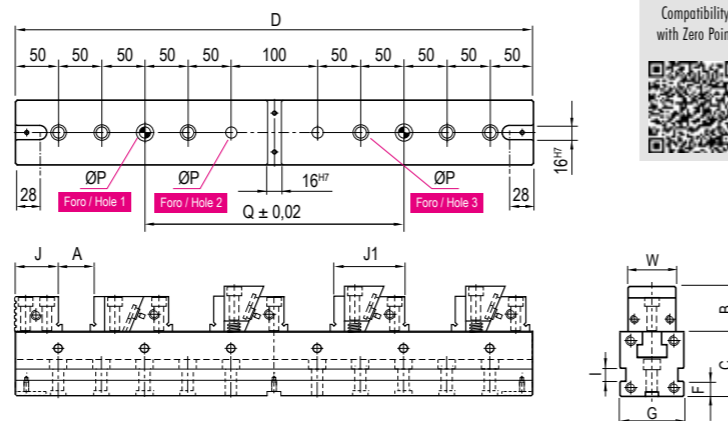 Compatibility
with Zero Poin
D
50 50 50 50 50 100 50 50 50 50 50
28
ØP
Foro / Hole 1
ØP
Foro / Hole 2
16H7
ØP
Foro / Hole 3
28
16H7
Q ± 0,02
J A J1 W
B
C
I
F
G